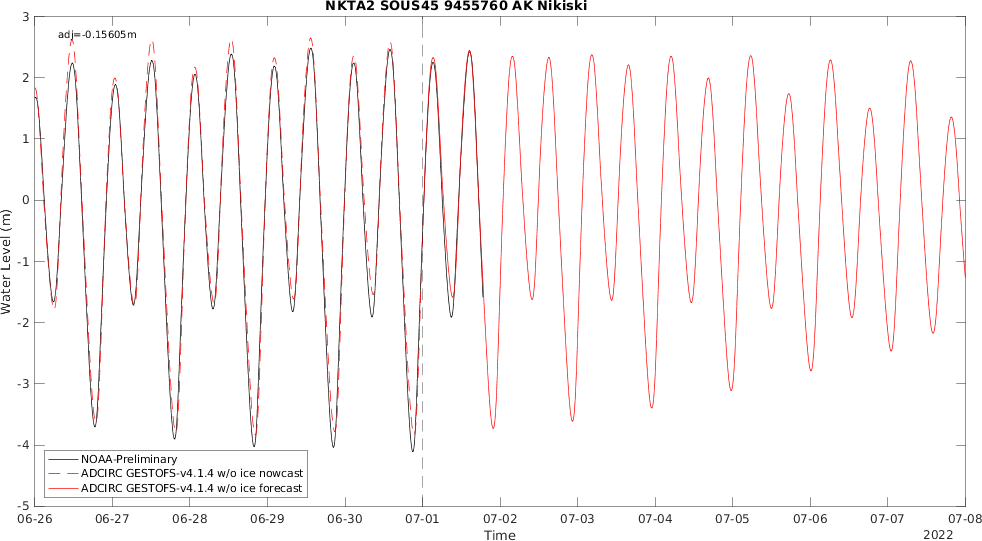 NKTA2 SOUS45 9455760 AK Nikiski
adj=-0.15605m
3
2
1
0
-1
-2
-3
-4
-5
Water Level (m)
NOAA-Preliminary
ADCIRC GESTOFS-v4.1.4 w/o ice nowcast
ADCIRC GESTOFS-v4.1.4 w/o ice forecast
06-26 06-27 06-28 06-29 06-30 07-01 07-02 07-03 07-04 07-05 07-06 07-07 07-08
Time
2022